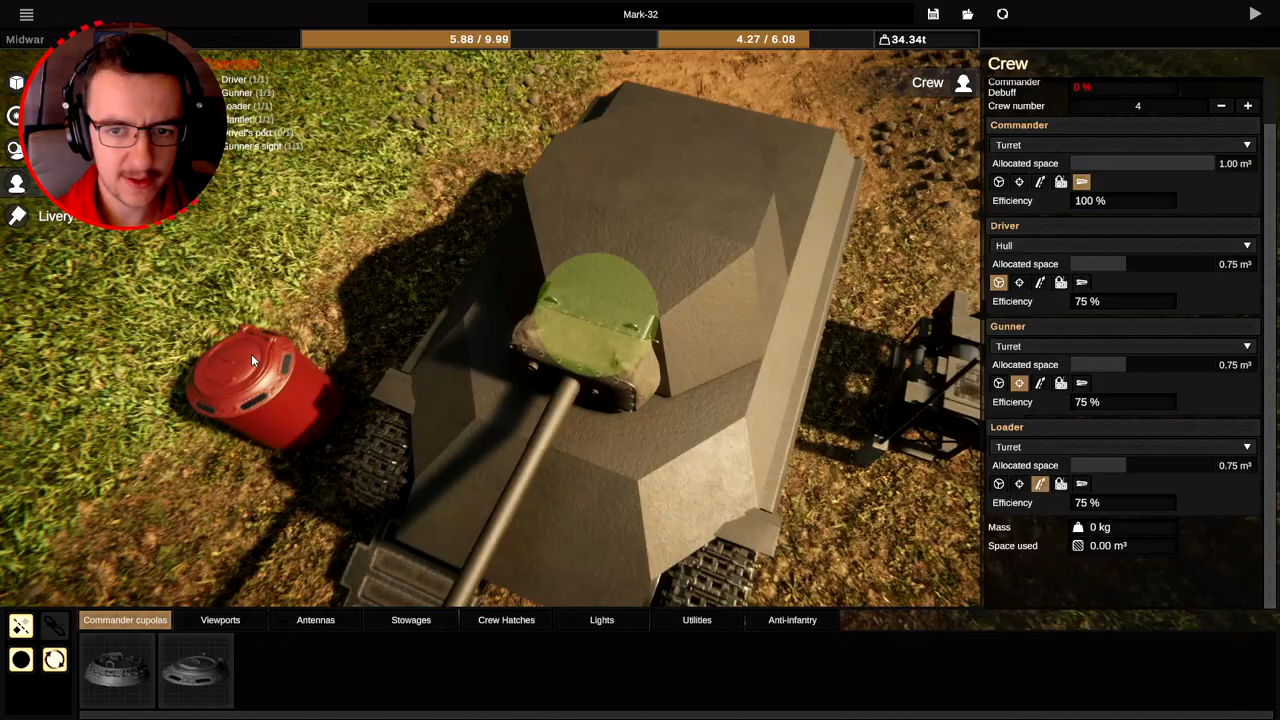 Mark-32
Midwar
5.88 / 9.99
4.27 / 6.08
34.34t
Driver (1/1)
Gunner (1/1)
Loader (1/1)
Driver's port (0/1)
Gunner's sight (1/1)
Livery
Crew
Crew
Commander
Debuff
0 %
Crew number
4
Commander
Turret
Allocated space
1.00 m³
Efficiency
100 %
Driver
Hull
Allocated space
0.75 m³
Efficiency
75 %
Gunner
Turret
Allocated space
0.75 m³
Efficiency
75 %
Loader
Turret
Allocated space
0.75 m³
Efficiency
75 %
Mass
0 kg
Space used
0.00 m³
Commander cupolas
Viewports
Antennas
Stowages
Crew Hatches
Lights
Utilities
Anti-infantry